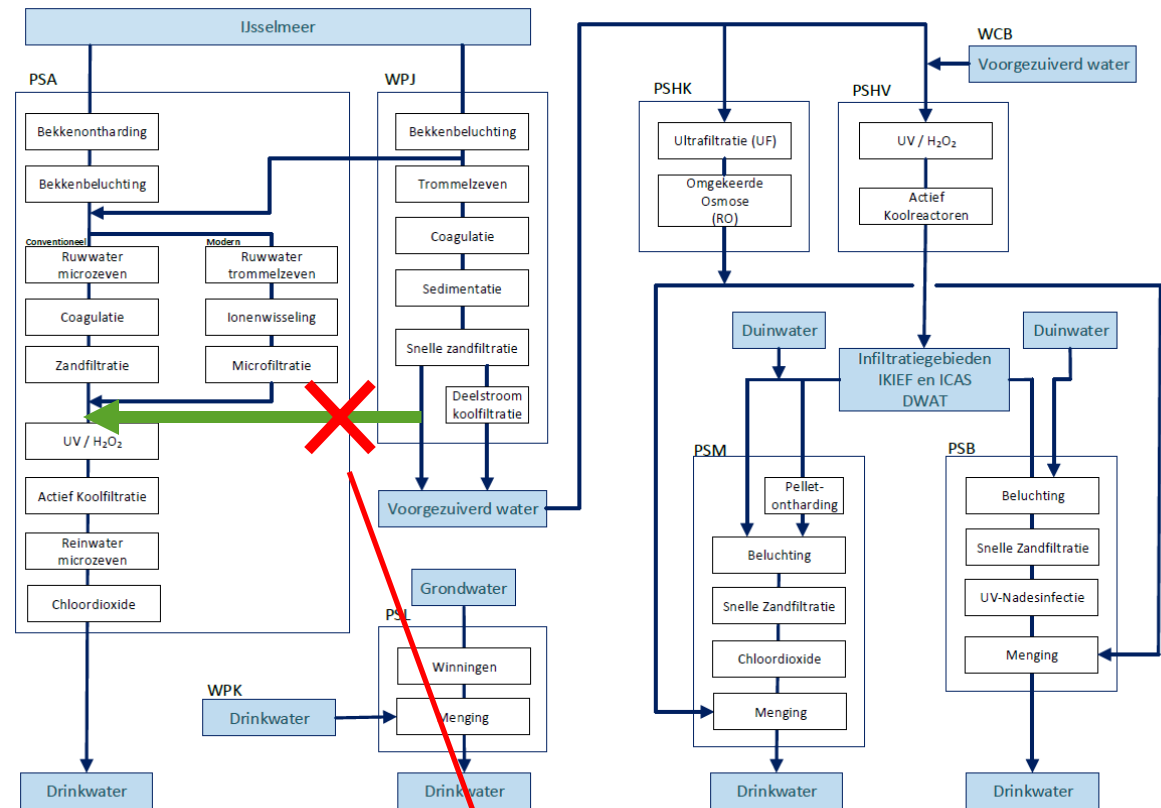 IJsselmeer
PSA
Bekkenontharding
Bekkenbeluchting
Conventioneel
Modern
Ruwwater
microzeven
Ruwwater
trommelzeven
Coagulatie
Ionenwisseling
Zandfiltratie
Microfiltratie
UV / H₂O₂
Actief Koolfiltratie
Reinwater
microzeven
Chloordioxide
Drinkwater
WPJ
Bekkenbeluchting
Trommelzeven
Coagulatie
Sedimentatie
Snelle zandfiltratie
Deelstroom
koolfiltratie
Voorgezuiverd water
Grondwater
PSL
Winningen
WPK
Drinkwater
Menging
Drinkwater
PSHK
Ultrafiltratie (UF)
Omgekeerde
Osmose
(RO)
WCB
Voorgezuiverd water
PSHV
UV / H₂O₂
Actief
Koolreactoren
Duinwater
Infiltratiegebieden
IKIEF en ICAS
DWAT
Duinwater
PSM
Pellet-
ontharding
Beluchting
Snelle Zandfiltratie
Chloordioxide
Menging
Drinkwater
PSB
Beluchting
Snelle Zandfiltratie
UV-Nadesinfectie
Menging
Drinkwater